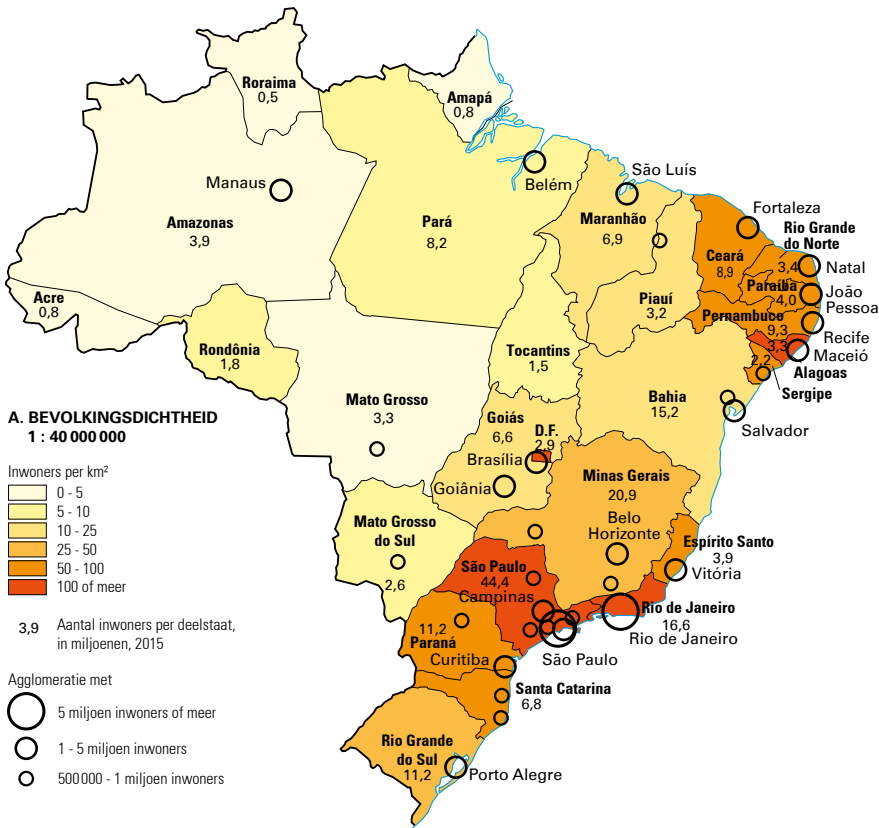 Roraima
0,5
Amapá
0,8
Manaus
Belém
São Luís
Amazonas
3,9
Pará
8,2
Maranhão
6,9
Fortaleza
Ceará
8,9
Rio Grande
do Norte
3,4
Natal
Paraíba
4,0
João
Pessoa
Acre
0,8
Piauí
3,2
Pernambuco
9,3
Recife
3,3
Maceió
Alagoas
2,2
Sergipe
Rondônia
1,8
Tocantins
1,5
Mato Grosso
3,3
Bahia
15,2
Salvador
Goiás
6,6
D.F.
2,9
Brasília
Goiânia
Minas Gerais
20,9
Belo
Horizonte
Mato Grosso
do Sul
2,6
Espírito Santo
3,9
Vitória
São Paulo
44,4
Campinas
Rio de Janeiro
16,6
Rio de Janeiro
São Paulo
11,2
Paraná
Curitiba
Santa Catarina
6,8
Rio Grande
do Sul
11,2
Porto Alegre
A. BEVOLKINGSDICHTHEID
1 : 40 000 000
Inwoners per km²
0 - 5
5 - 10
10 - 25
25 - 50
50 - 100
100 of meer
3,9 Aantal inwoners per deelstaat,
in miljoenen, 2015
Agglomeratie met
5 miljoen inwoners of meer
1 - 5 miljoen inwoners
500 000 - 1 miljoen inwoners